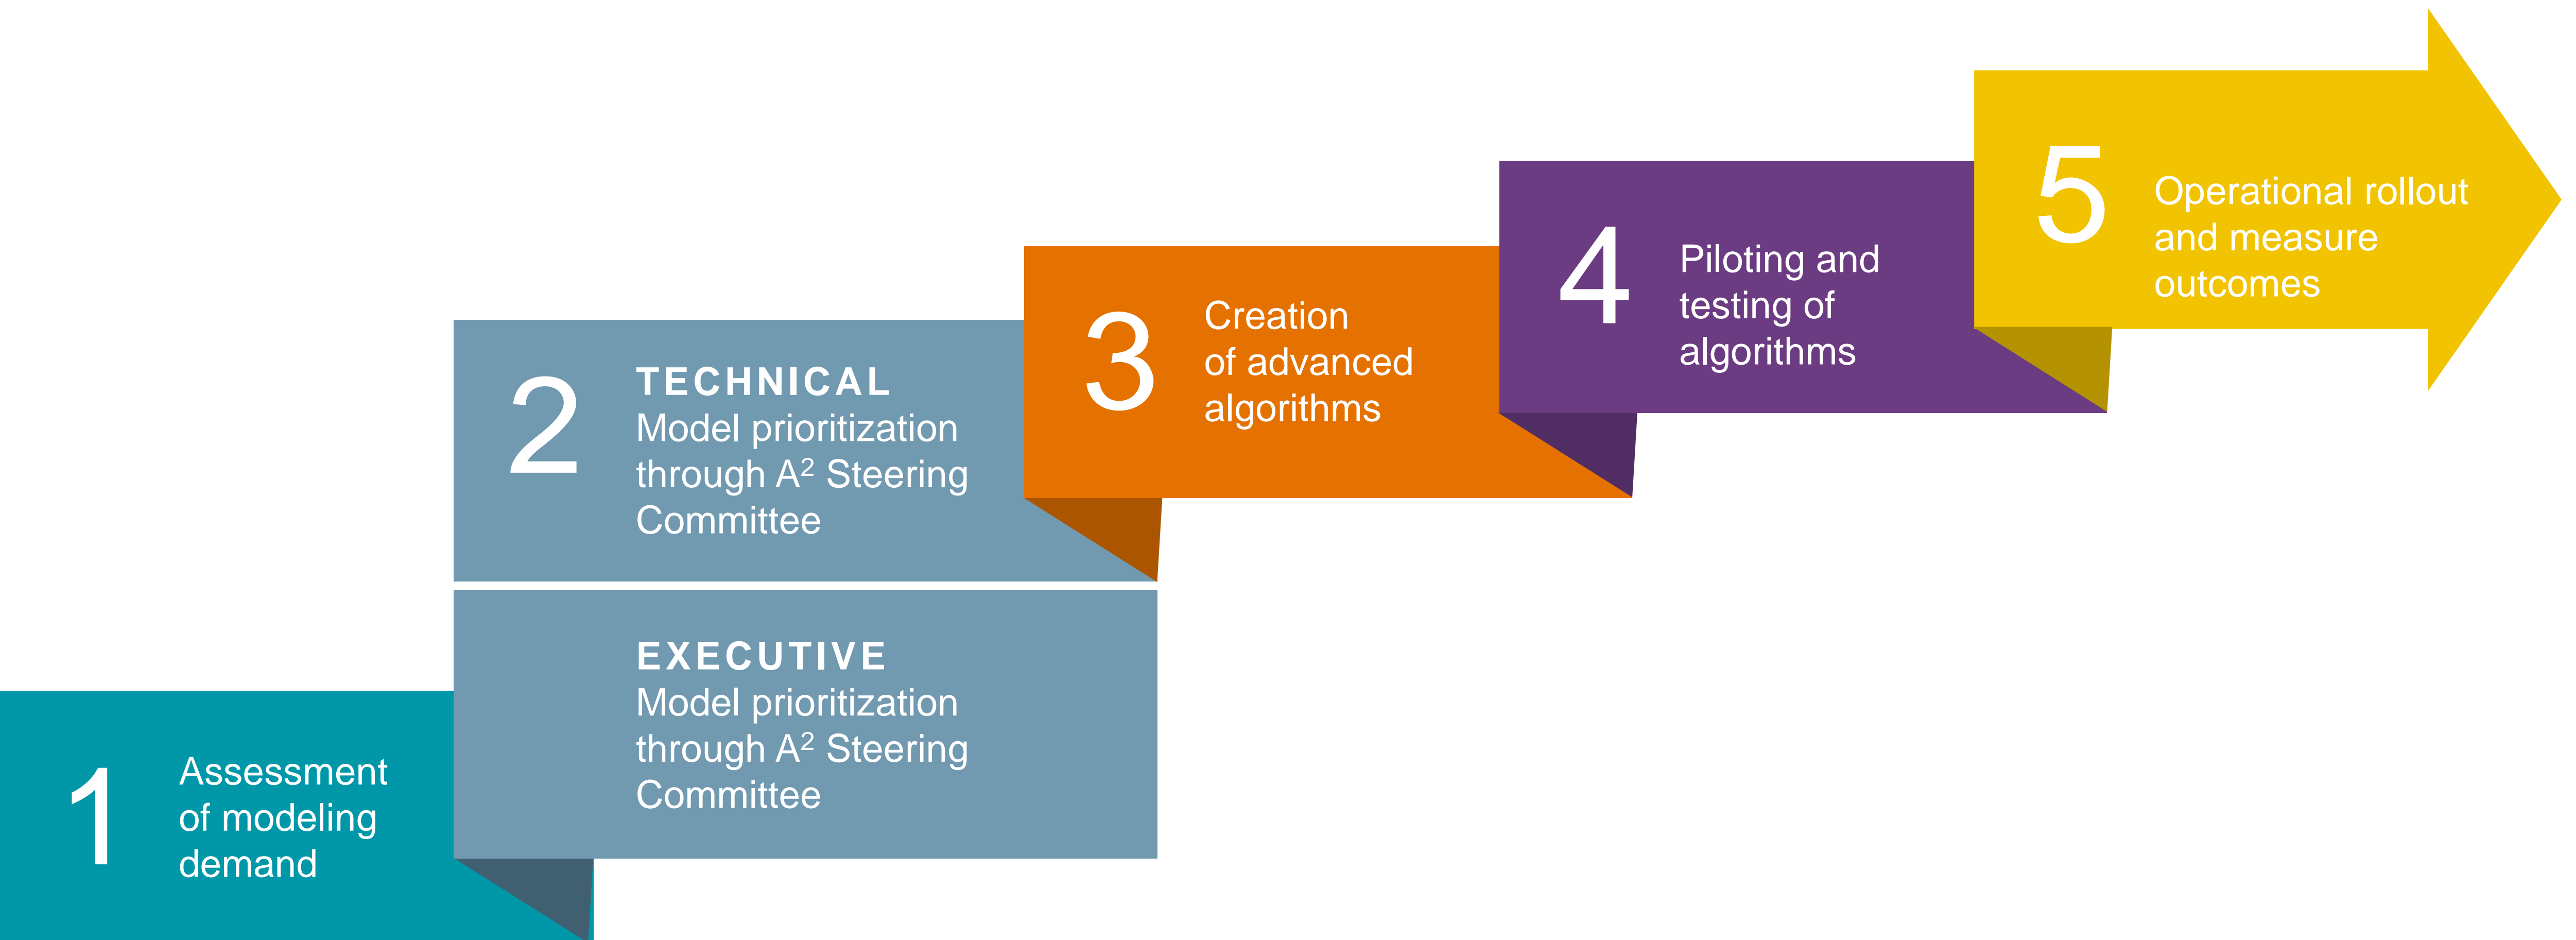 1
Assessment
of modeling
demand
2
TECHNICAL
Model prioritization
through A² Steering
Committee
EXECUTIVE
Model prioritization
through A² Steering
Committee
3
Creation
of advanced
algorithms
4
Piloting and
testing of
algorithms
5
Operational rollout
and measure
outcomes